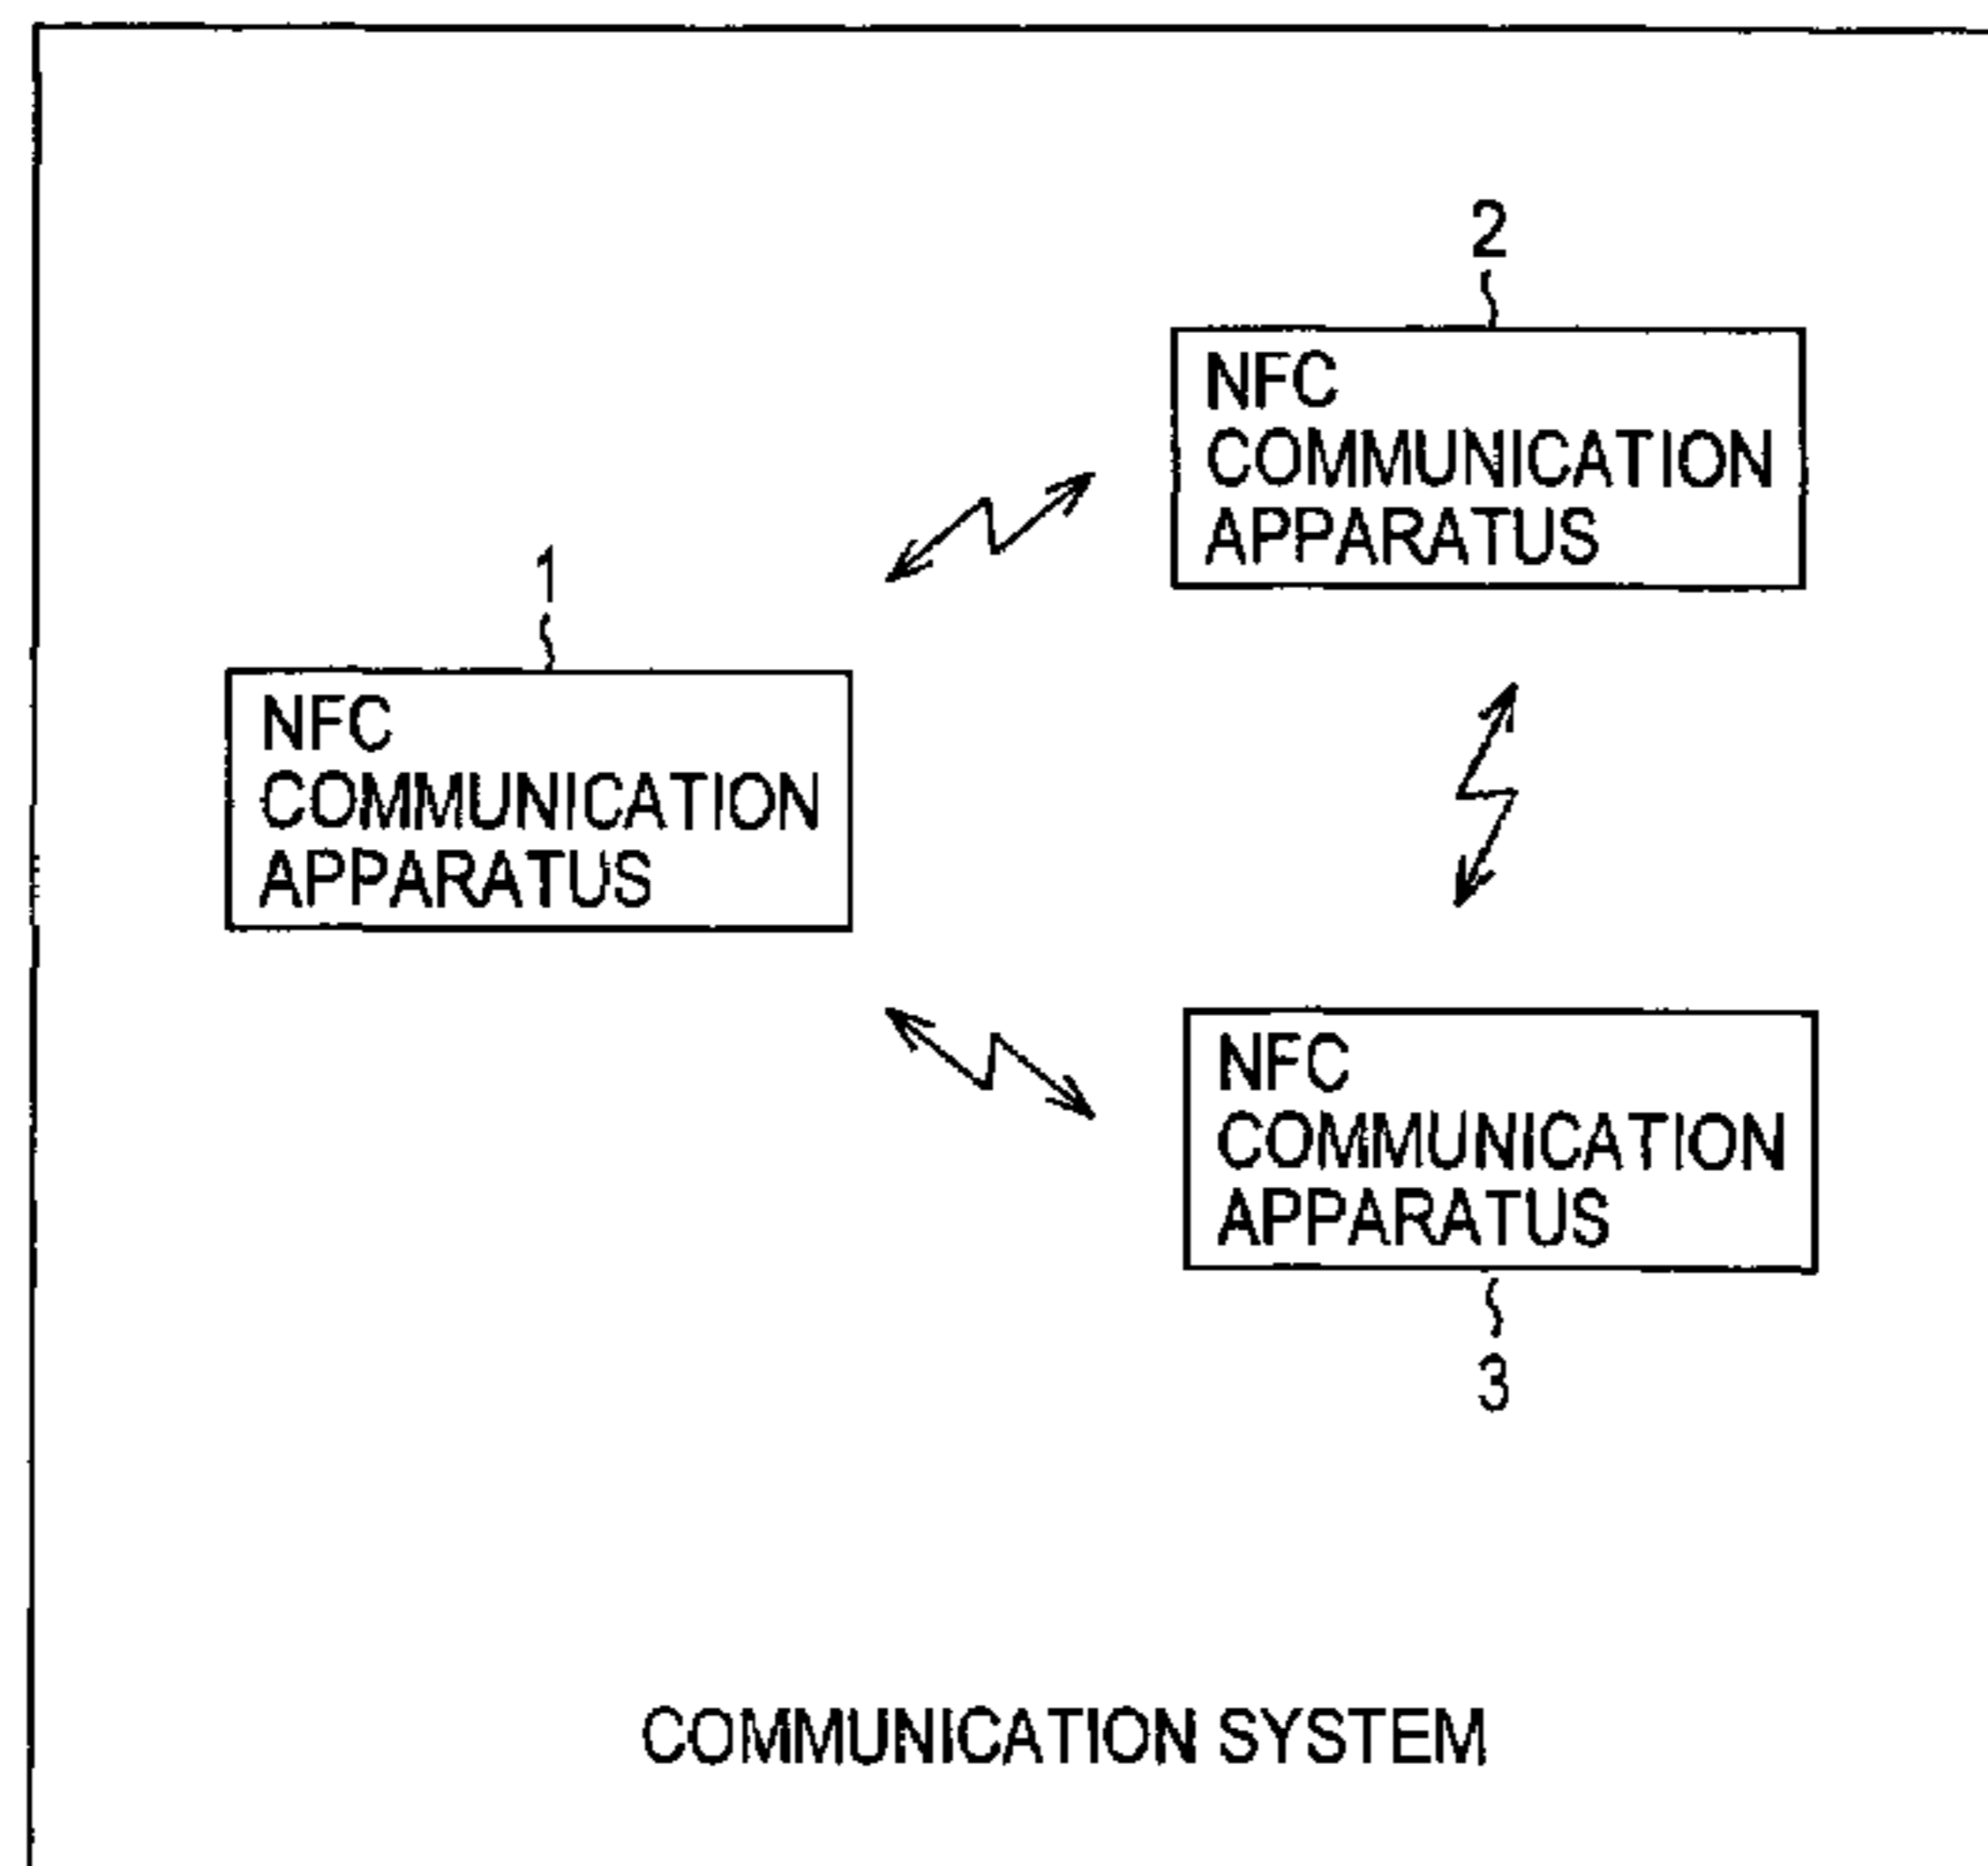 2
NFC
COMMUNICATION
APPARATUS
1
NFC
COMMUNICATION
APPARATUS
NFC
COMMUNICATION
APPARATUS
3
COMMUNICATION SYSTEM